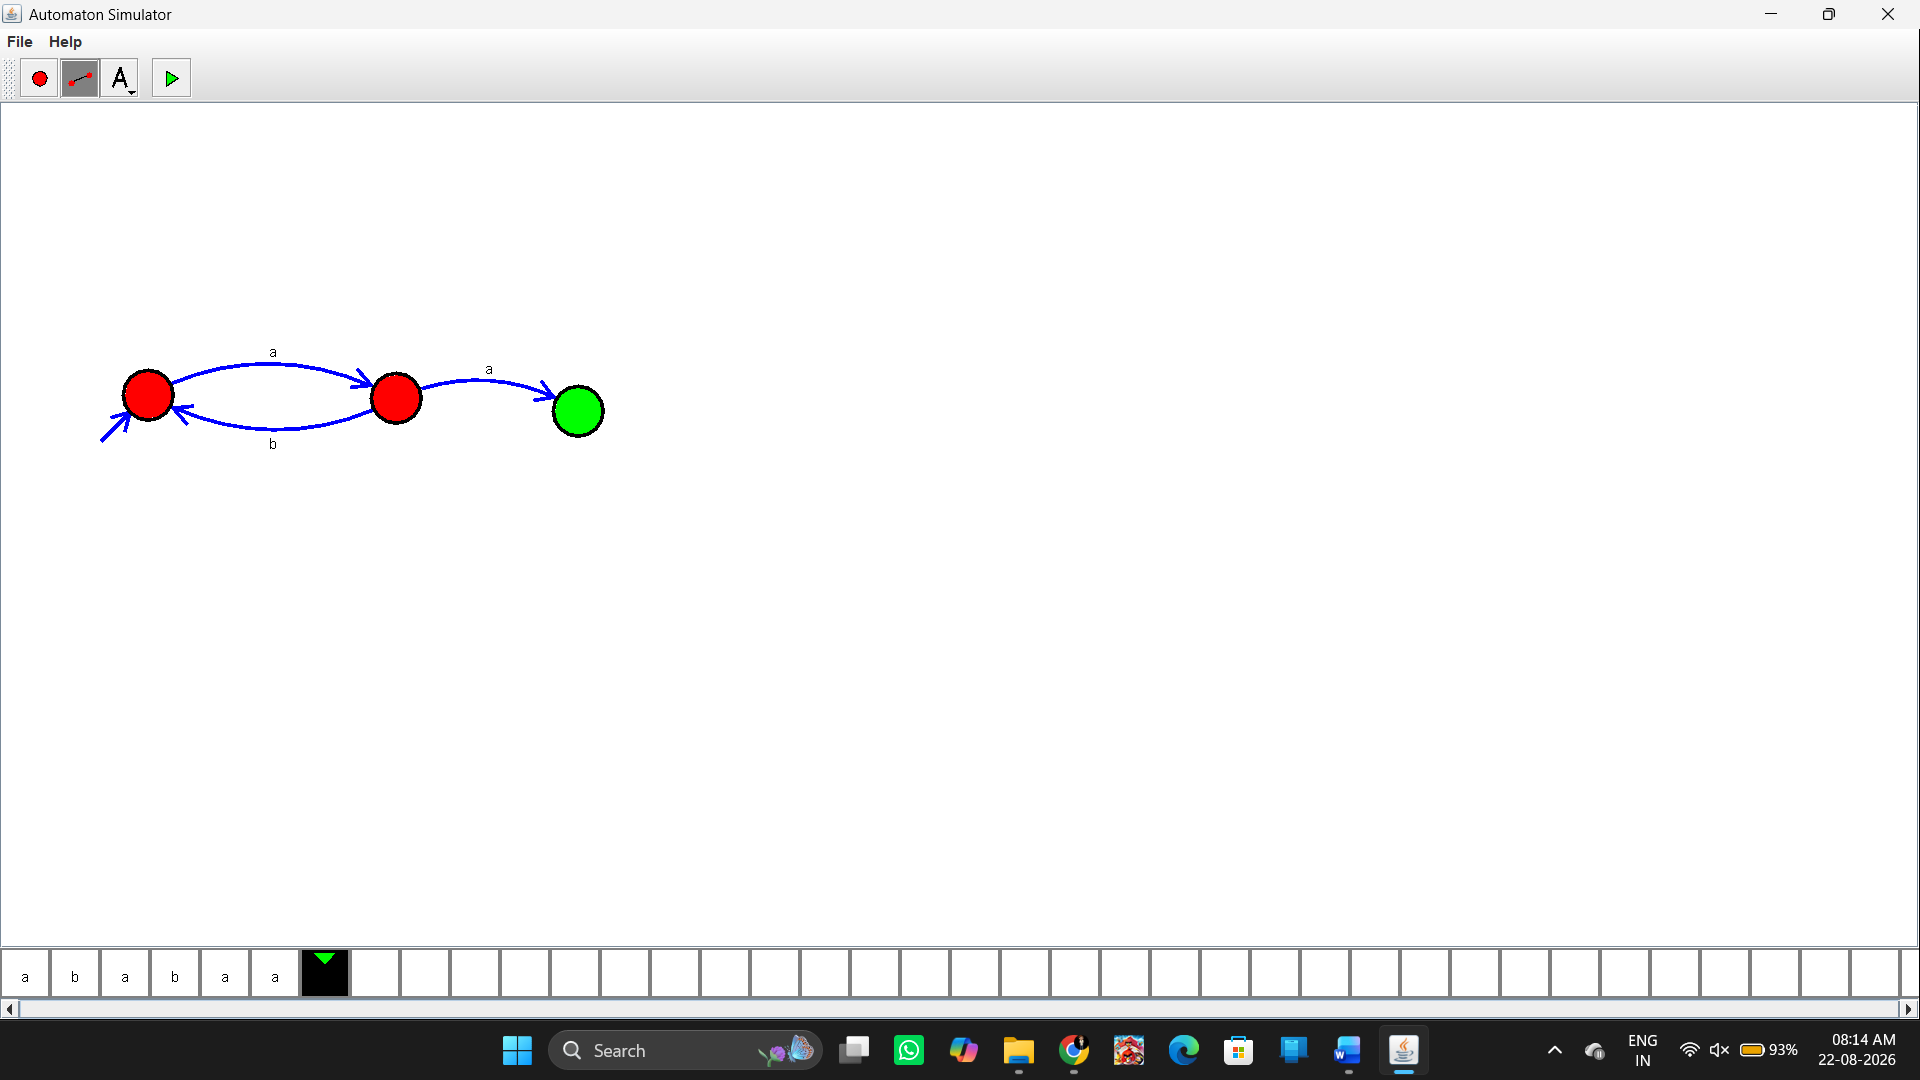 Automaton Simulator
File Help
A
a
a
b
a b a b a a
Search
W
ENG
IN
93%
08:14 AM
22-08-2026